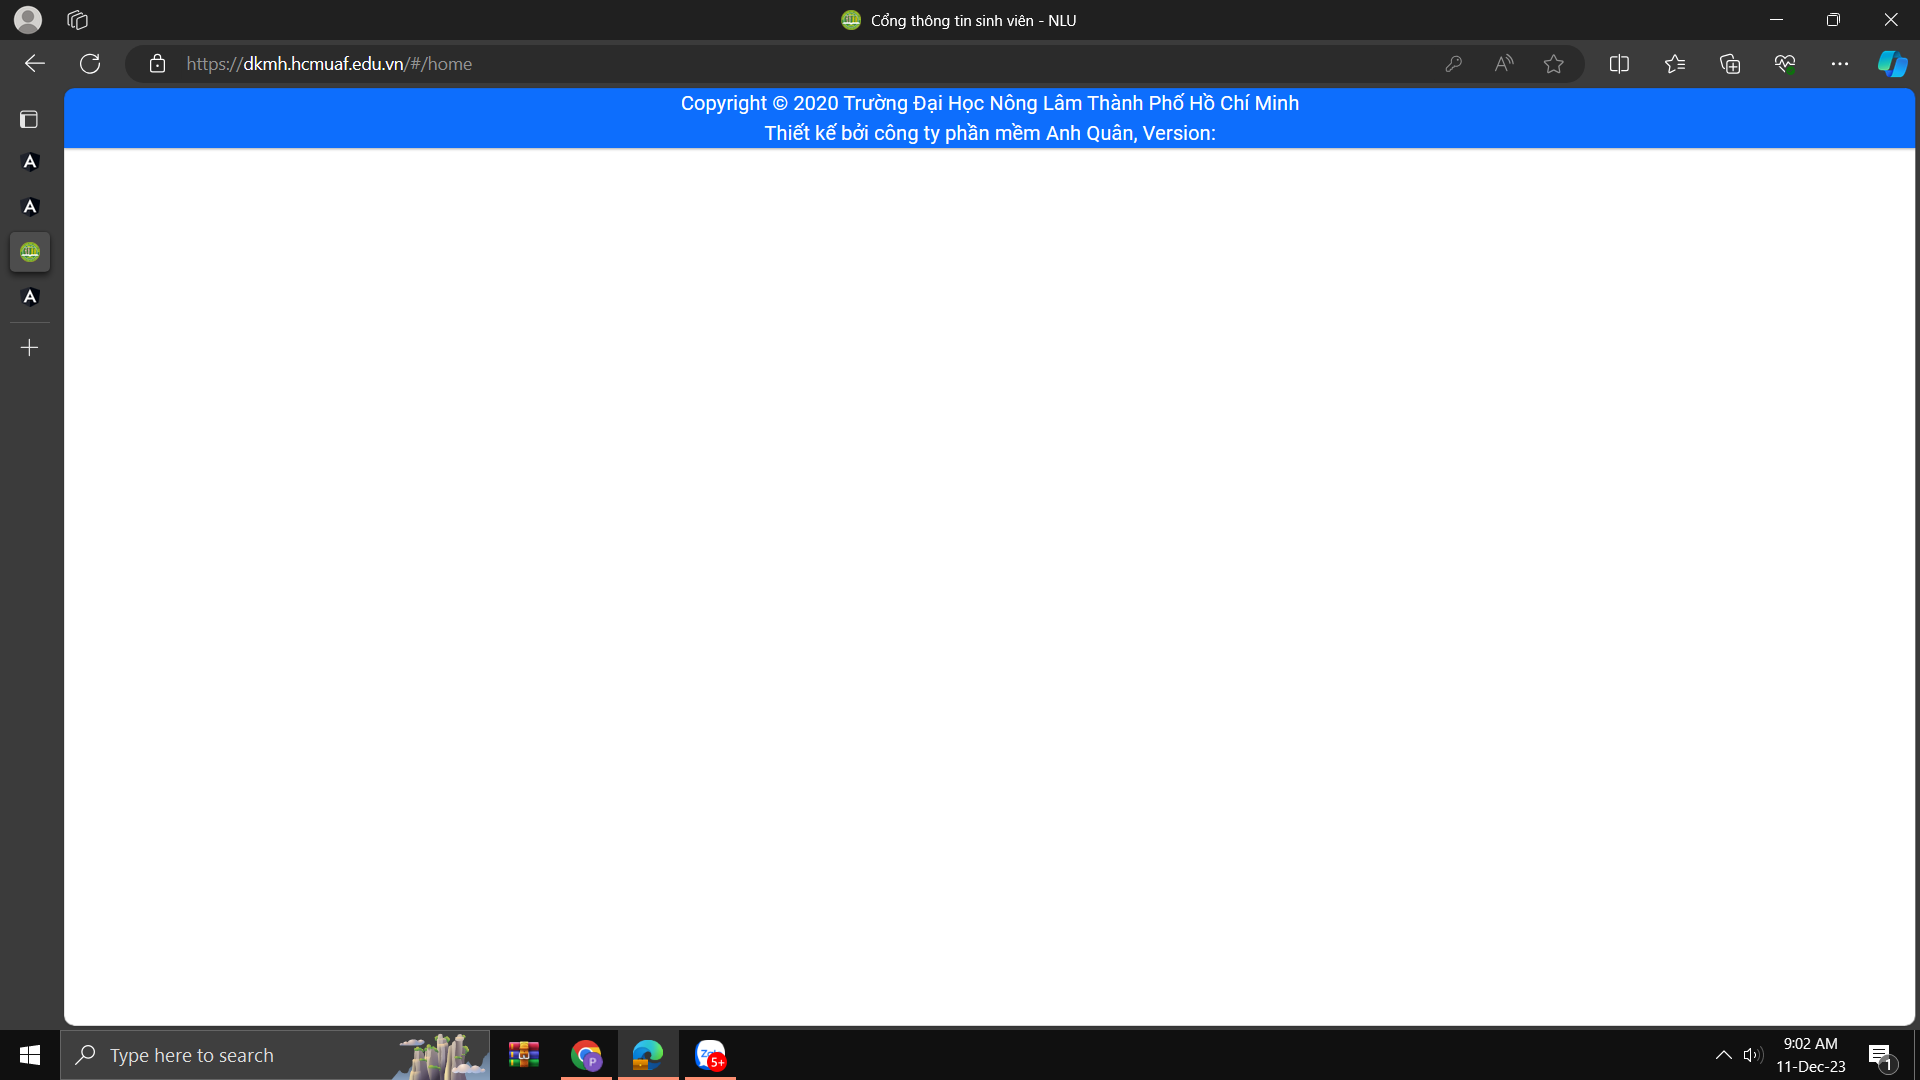 Cổng thông tin sinh viên - NLU
https://dkmh.hcmuaf.edu.vn/#/home
Copyright © 2020 Trường Đại Học Nông Lâm Thành Phố Hồ Chí Minh
Thiết kế bởi công ty phần mềm Anh Quân, Version:
Type here to search
P
5+
9:02 AM
11-Dec-23
1